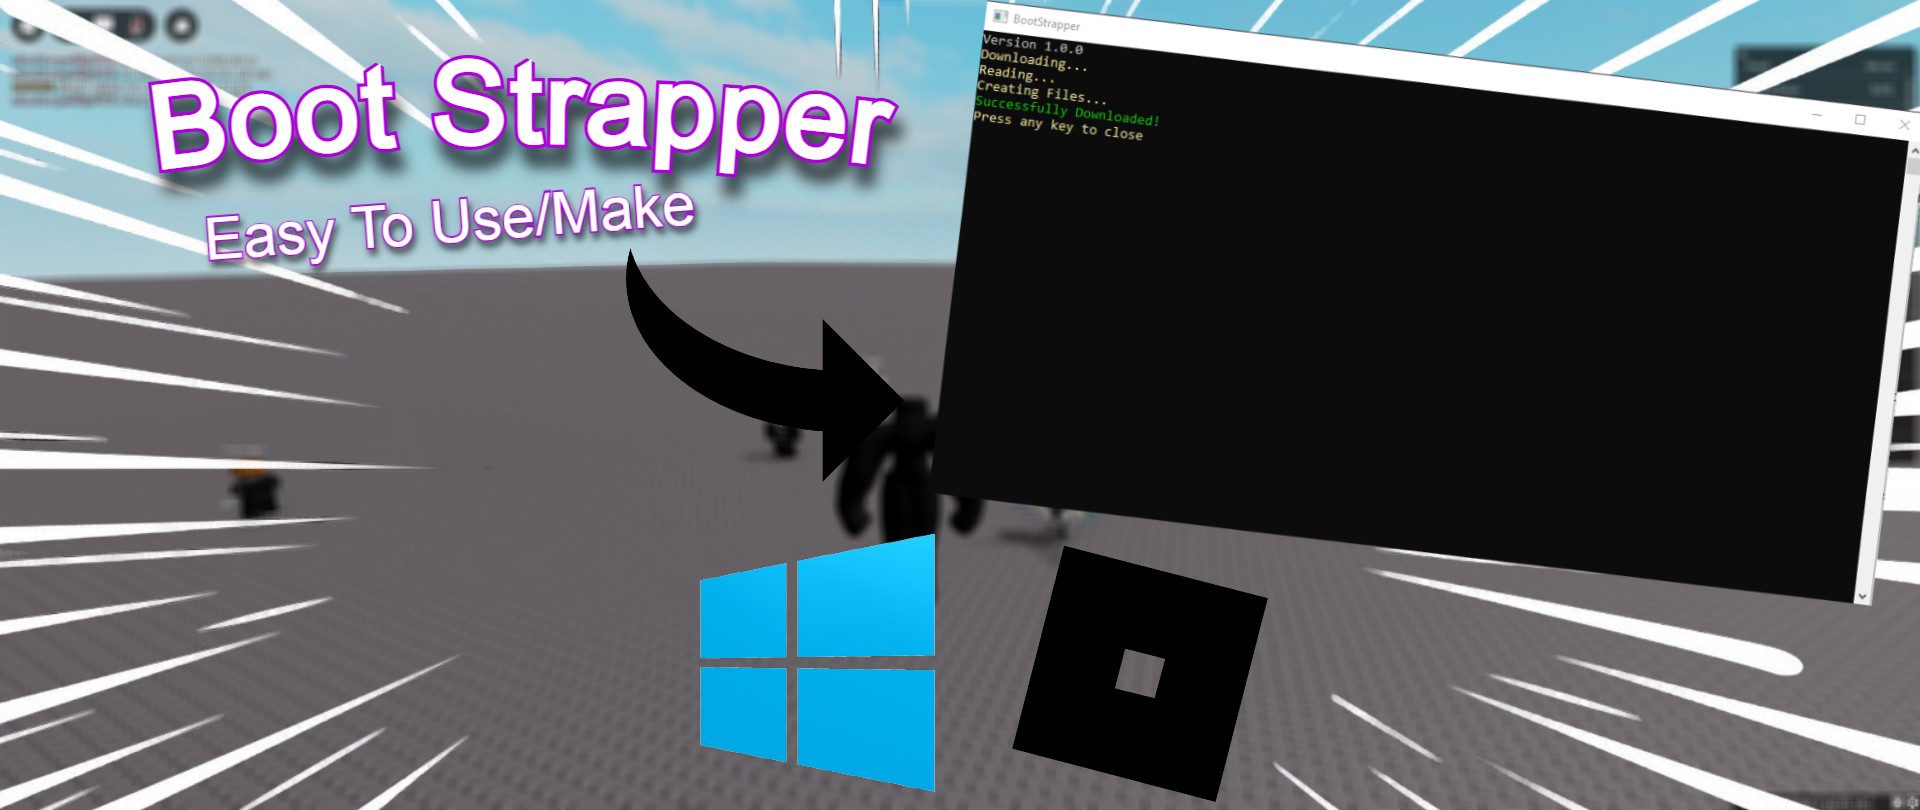 Boot Strapper
Easy To Use/Make
BootStrapper
Version 1.0.0
Downloading...
Reading...
Creating Files...
Successfully Downloaded!
Press any key to close